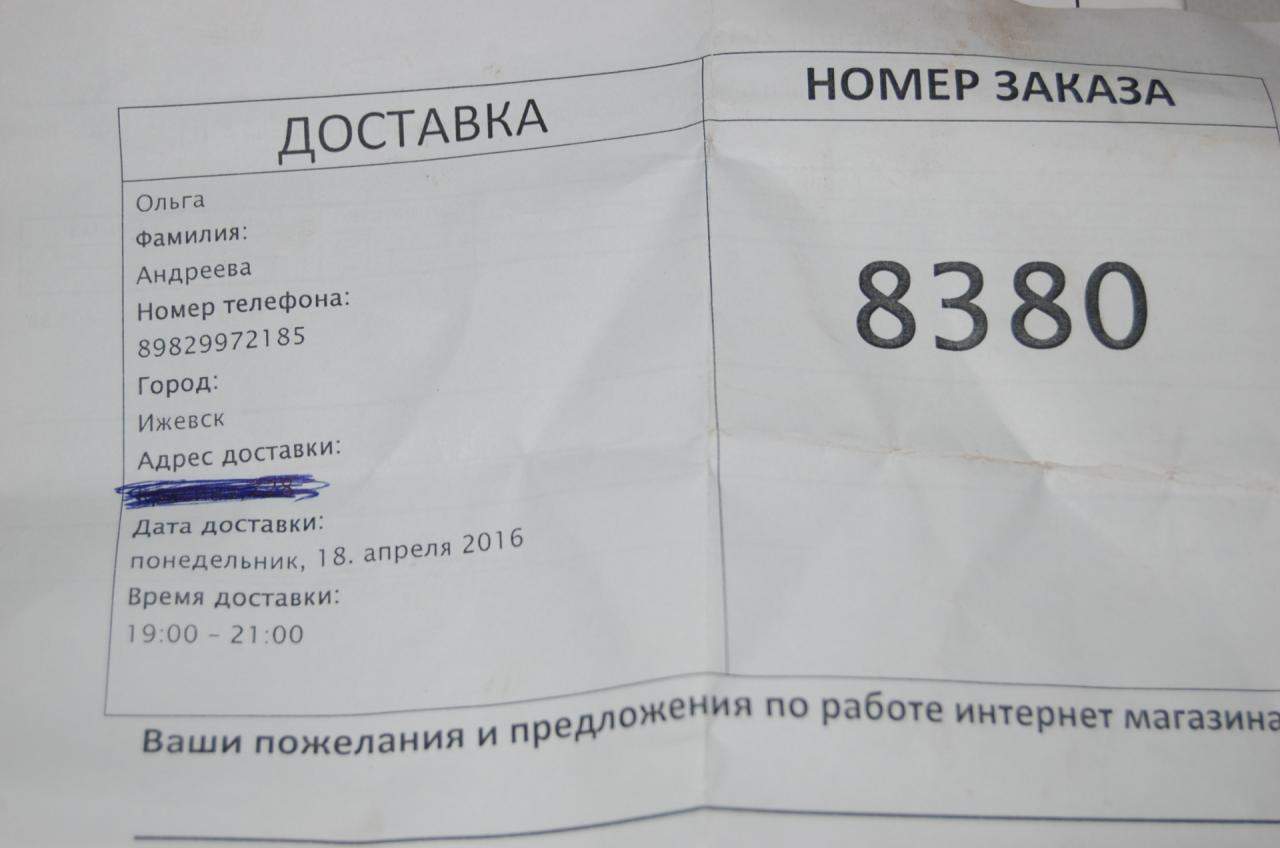 ДОСТАВКА
Ольга
Фамилия:
Андреева
Номер телефона:
89829972185
Город:
Ижевск
Адрес доставки:
Дата доставки:
понедельник, 18. апреля 2016
Время доставки:
19:00 – 21:00
НОМЕР ЗАКАЗА
8380
Ваши пожелания и предложения по работе интернет магазина